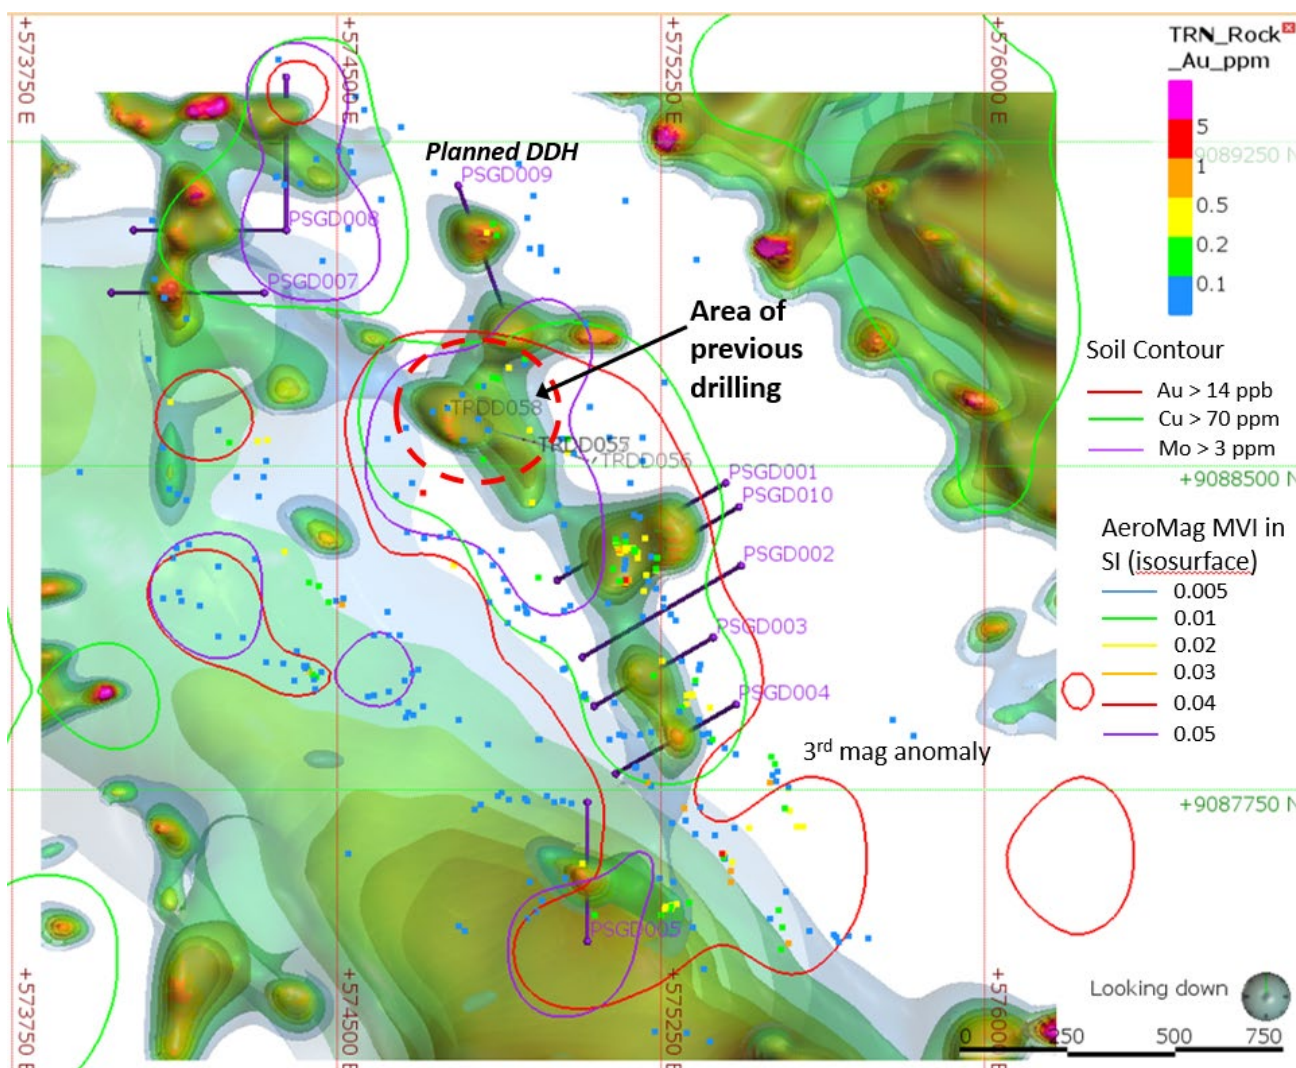 +573750 E
+574500 E
+575250 E
+576000 E
TRN_Rock
_Au_ppm
5
1
0.5
0.2
0.1
9089250 N
Planned DDH
PSGD009
PSGD008
PSGD007
Area of
previous
drilling
Soil Contour
Au > 14 ppb
Cu > 70 ppm
Mo > 3 ppm
TRDD058
TRDD055
TRDD056
PSGD001
PSGD010
+9088500 N
PSGD002
AeroMag MVI in
SI (isosurface)
0.005
0.01
0.02
0.03
0.04
0.05
PSGD003
PSGD004
3rd mag anomaly
+9087750 N
PSGD005
Looking down
+573750 E
+574500 E
+575250 E
+576000 E
0 250 500 750